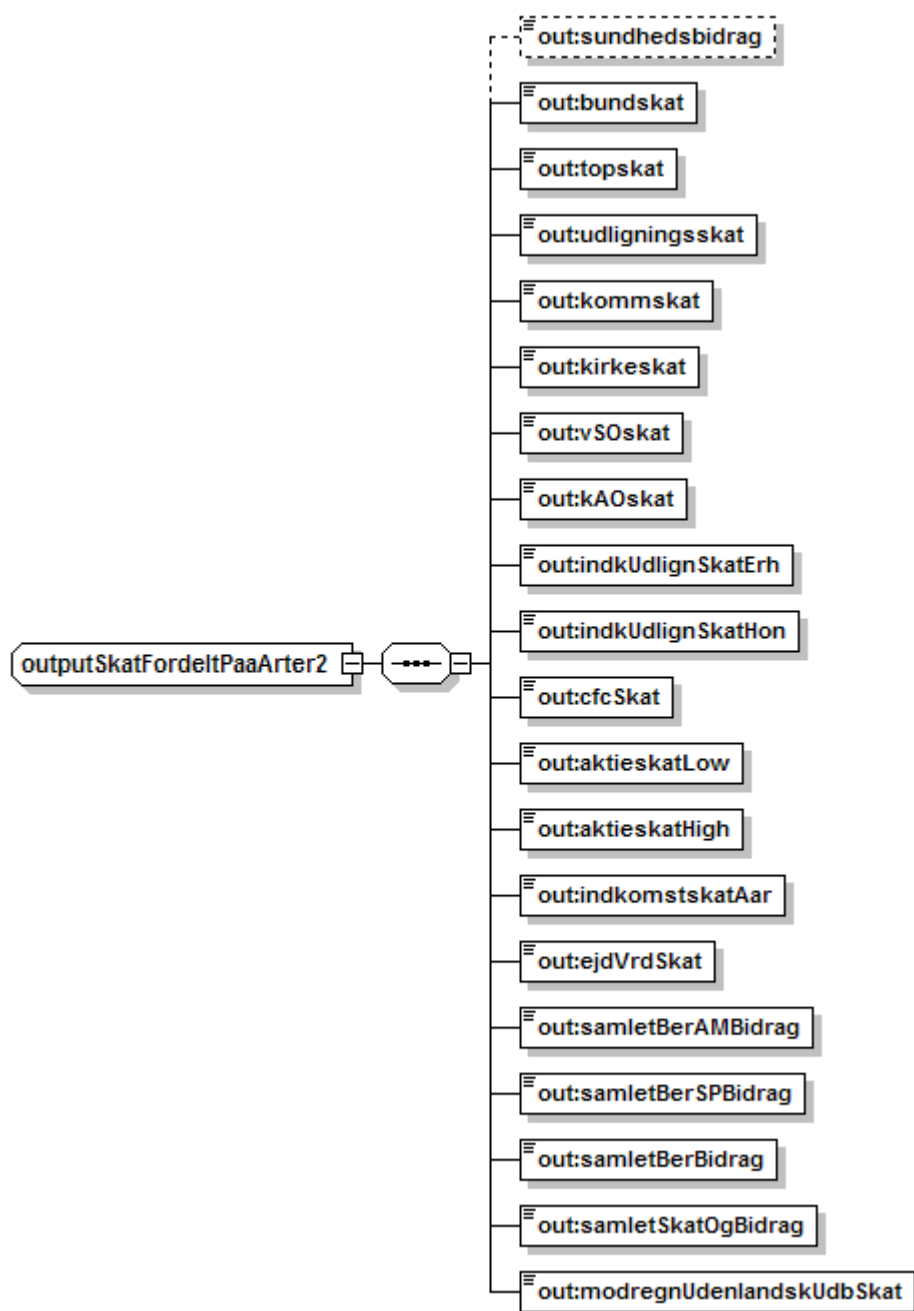 out:sundhedsbidrag
out:bundskat
out:topskat
out:udligningsskat
out:kommskat
out:kirkeskat
out:vSOskat
out:kAOskat
out:indkUdlignSkatErh
out:indkUdlignSkatHon
outputSkatFordeltPaaArter2
out:cfcSkat
out:aktieskatLow
out:aktieskatHigh
out:indkomstskatAar
out:ejdVrdSkat
out:samletBerAMBidrag
out:samletBerSPBidrag
out:samletBerBidrag
out:samletSkatOgBidrag
out:modregnUdenlandskUdbSkat